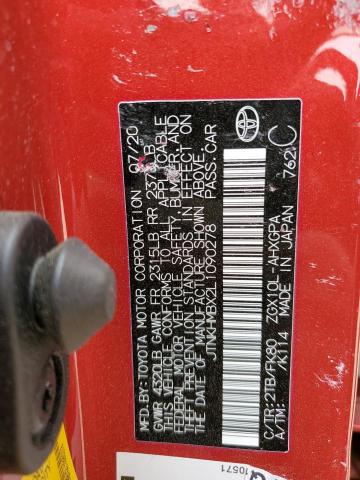 MFD.BY:TOYOTA MOTOR CORPORATION 07/20
GVWR 4320LB GAWR FR 2315LB RR 2370LB
THIS VEHICLE CONFORMS TO ALL APPLICABLE
FEDERAL MOTOR VEHICLE SAFETY, BUMPER, AND
THEFT PREVENTION STANDARDS IN EFFECT ON
THE DATE OF MANUFACTURE SHOWN ABOVE.
JTNKHMBX2L1090278 PASS.CAR
C/TR:2TB/FK80 ZGX10L-AHXGPA
A/TM: /K114 MADE IN JAPAN 762 C
10571